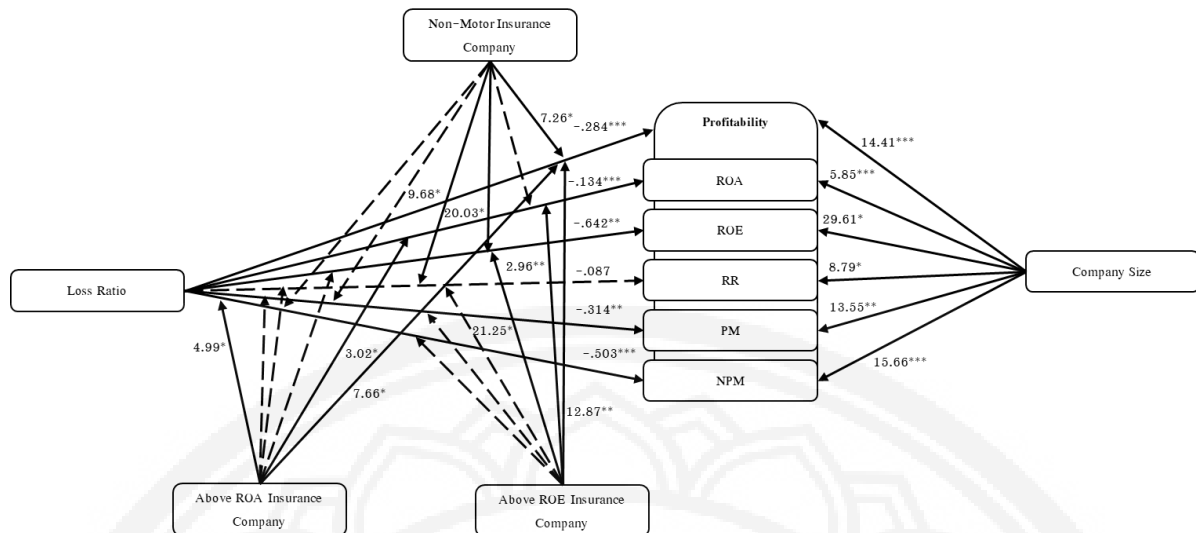 Non-Motor Insurance
Company
7.26*
-.284***
Profitability
14.41***
9.68*
20.03*
-.134***
ROA
5.85***
-.642**
ROE
29.61*
Loss Ratio
2.96**
-.087
RR
8.79*
Company Size
4.99*
3.02*
21.25*
-.314**
PM
13.55**
7.66*
-.503***
NPM
15.66***
12.87**
Above ROA Insurance
Company
Above ROE Insurance
Company